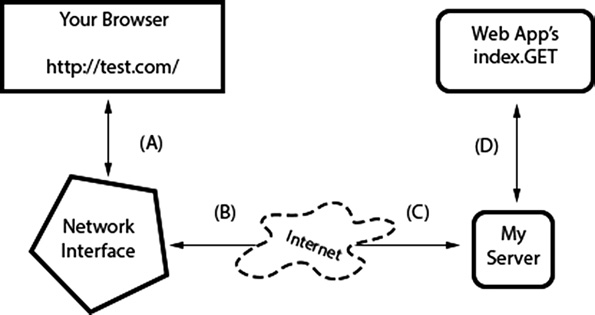 Your Browser
http://test.com/
Web App's
index.GET
(A)
(D)
Network
Interface
(B)
Internet
(C)
My
Server